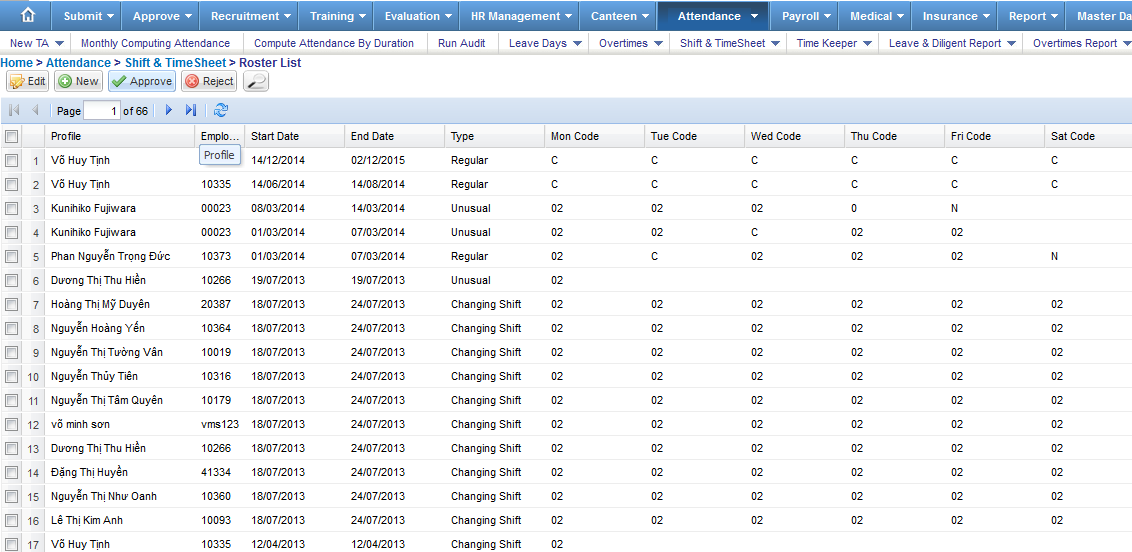 Submit Approve Recruitment Training Evaluation HR Management Canteen Attendance Payroll Medical Insurance Report Master Da
New TA Monthly Computing Attendance Compute Attendance By Duration Run Audit Leave Days Overtimes Shift & TimeSheet Time Keeper Leave & Diligent Report Overtimes Report
Home > Attendance > Shift & TimeSheet > Roster List
Edit New Approve Reject
Page 1 of 66
Profile Emplo... Start Date End Date Type Mon Code Tue Code Wed Code Thu Code Fri Code Sat Code
Profile
1 Võ Huy Tịnh 14/12/2014 02/12/2015 Regular C C C C C C
2 Võ Huy Tịnh 10335 14/06/2014 14/08/2014 Regular C C C C C C
3 Kunihiko Fujiwara 00023 08/03/2014 14/03/2014 Unusual 02 02 02 0 N
4 Kunihiko Fujiwara 00023 01/03/2014 07/03/2014 Unusual 02 02 C 02 02
5 Phan Nguyễn Trọng Đức 10373 01/03/2014 07/03/2014 Regular 02 C 02 02 02 N
6 Dương Thị Thu Hiền 10266 19/07/2013 19/07/2013 Unusual 02
7 Hoàng Thị Mỹ Duyên 20387 18/07/2013 24/07/2013 Changing Shift 02 02 02 02 02 02
8 Nguyễn Hoàng Yến 10364 18/07/2013 24/07/2013 Changing Shift 02 02 02 02 02 02
9 Nguyễn Thị Tường Vân 10019 18/07/2013 24/07/2013 Changing Shift 02 02 02 02 02 02
10 Nguyễn Thủy Tiên 10316 18/07/2013 24/07/2013 Changing Shift 02 02 02 02 02 02
11 Nguyễn Thị Tâm Quyên 10179 18/07/2013 24/07/2013 Changing Shift 02 02 02 02 02 02
12 võ minh sơn vms123 18/07/2013 24/07/2013 Changing Shift 02 02 02 02 02 02
13 Dương Thị Thu Hiền 10266 18/07/2013 24/07/2013 Changing Shift 02 02 02 02 02 02
14 Đặng Thị Huyền 41334 18/07/2013 24/07/2013 Changing Shift 02 02 02 02 02 02
15 Nguyễn Thị Như Oanh 10360 18/07/2013 24/07/2013 Changing Shift 02 02 02 02 02 02
16 Lê Thị Kim Anh 10093 18/07/2013 24/07/2013 Changing Shift 02 02 02 02 02 02
17 Võ Huy Tịnh 10335 12/04/2013 12/04/2013 Changing Shift 02